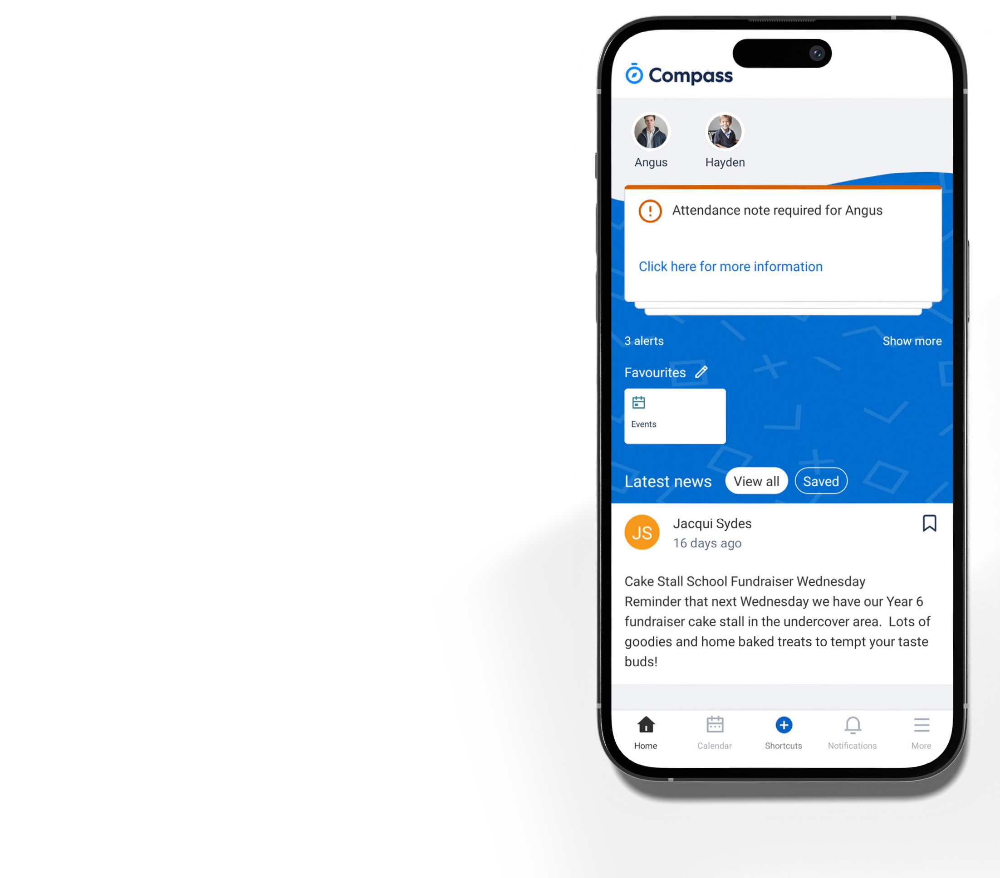 Compass
Angus
Hayden
Attendance note required for Angus
Click here for more information
3 alerts
Show more
Favourites
Events
Latest news
View all
Saved
JS
Jacqui Sydes
16 days ago
Cake Stall School Fundraiser Wednesday
Reminder that next Wednesday we have our Year 6
fundraiser cake stall in the undercover area.  Lots of
goodies and home baked treats to tempt your taste
buds!
Home
Calendar
Shortcuts
Notifications
More